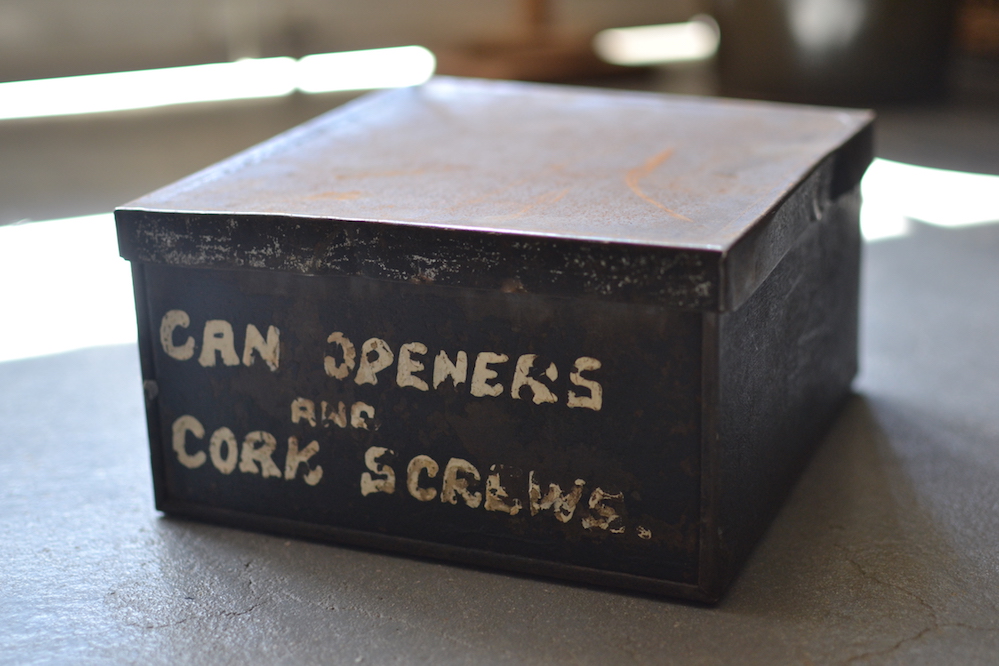 CAN OPENERS
AND
CORK SCREWS.